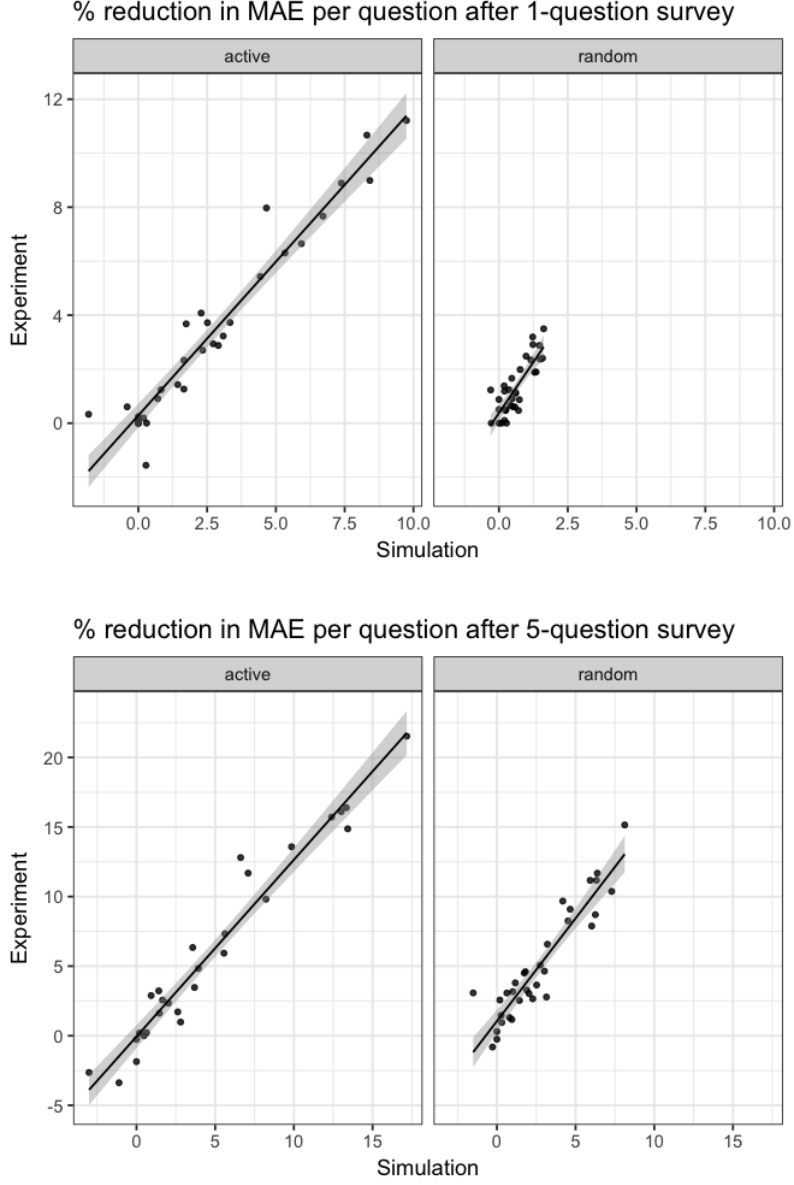 % reduction in MAE per question after 1-question survey
active random
12
8
4
0
Experiment
0.0 2.5 5.0 7.5 10.0 0.0 2.5 5.0 7.5 10.0
Simulation
% reduction in MAE per question after 5-question survey
active random
20
15
10
5
0
-5
Experiment
0 5 10 15 0 5 10 15
Simulation